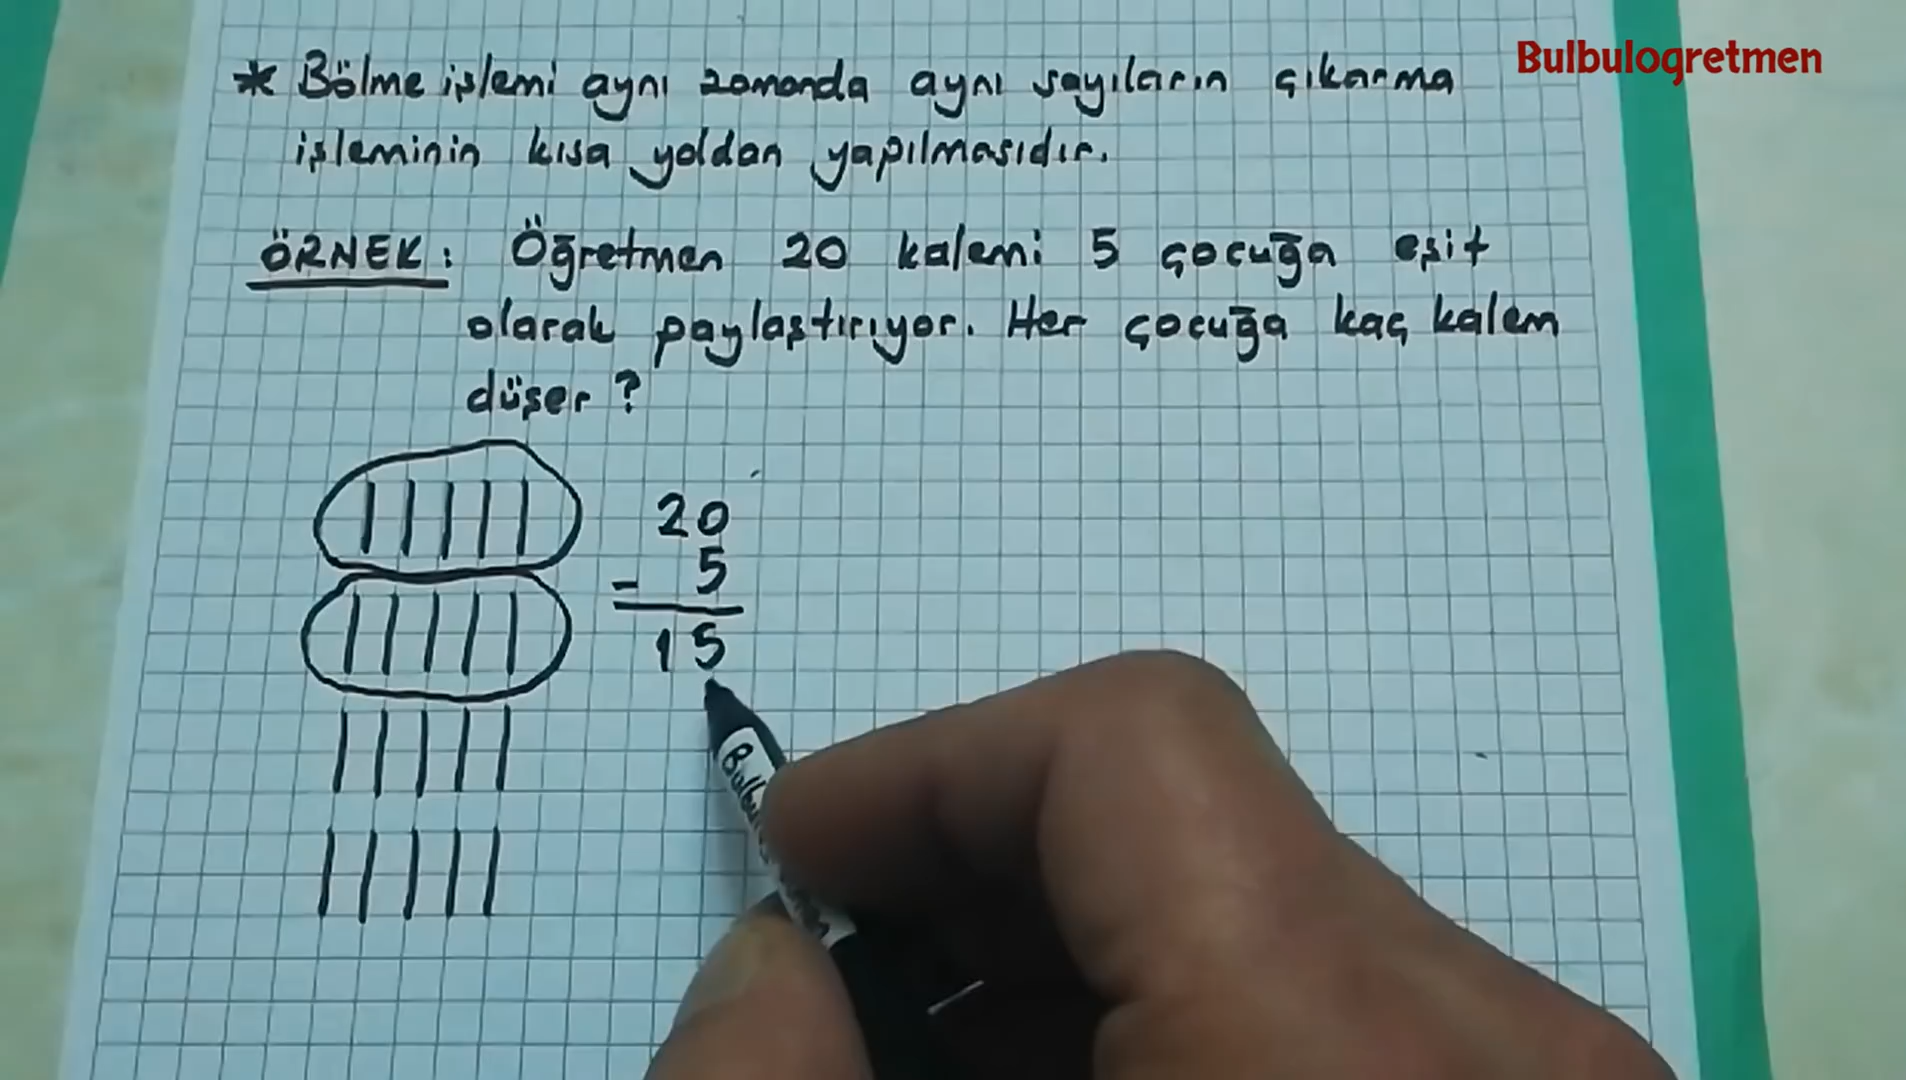 Bulbulogretmen
* Bölme işlemi aynı zamanda aynı sayıların çıkarma
işleminin kısa yoldan yapılmasıdır.
ÖRNEK: Öğretmen 20 kalemi 5 çocuğa eşit
olarak paylaştırıyor. Her çocuğa kaç kalem
düşer?
20
- 5
15